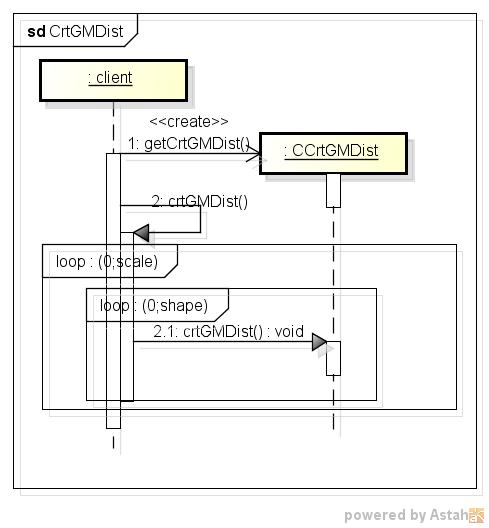 sd CrtGMDist
: client
<<create>>
1: getCrtGMDist()
: CCrtGMDist
2: crtGMDist()
loop : (0;scale)
loop : (0;shape)
2.1: crtGMDist() : void
powered by Astah